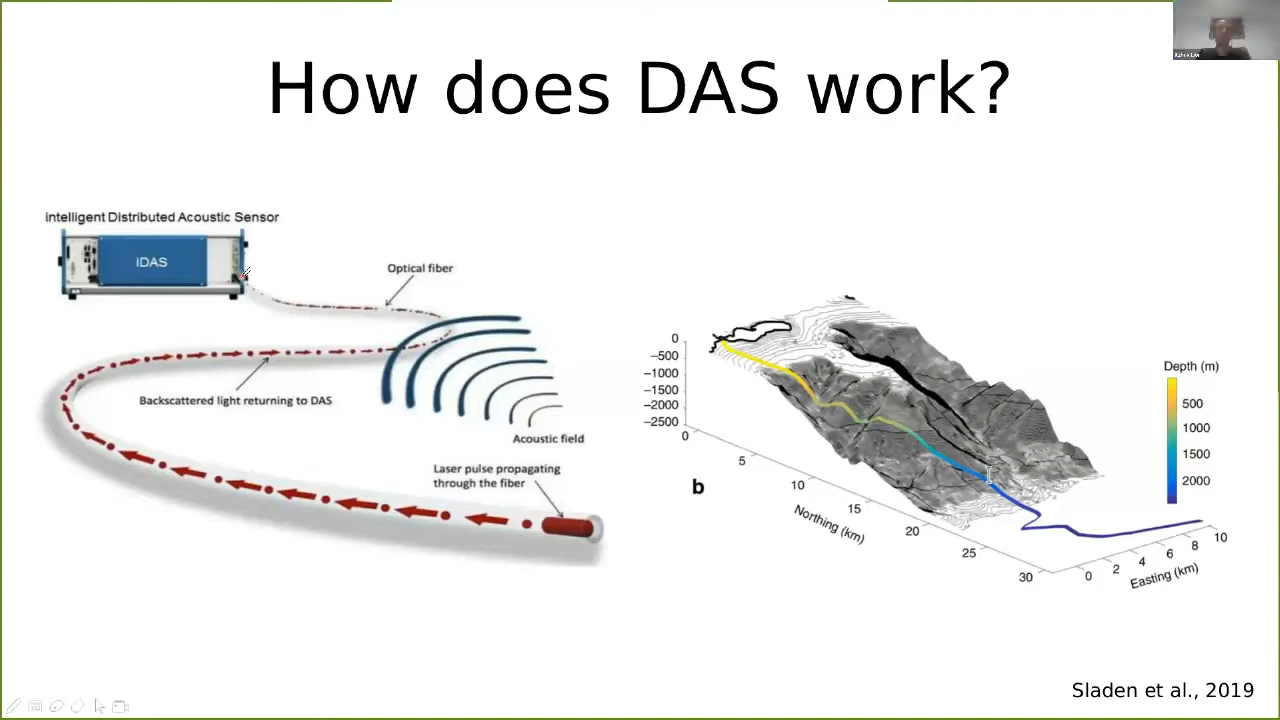 How does DAS work?
intelligent Distributed Acoustic Sensor
iDAS
Optical fiber
Backscattered light returning to DAS
Acoustic field
Laser pulse propagating
through the fiber
0
−500
−1000
−1500
−2000
−2500
0
5
10
15
20
25
30
Northing (km)
b
0
2
4
6
8
10
Easting (km)
Depth (m)
500
1000
1500
2000
Sladen et al., 2019